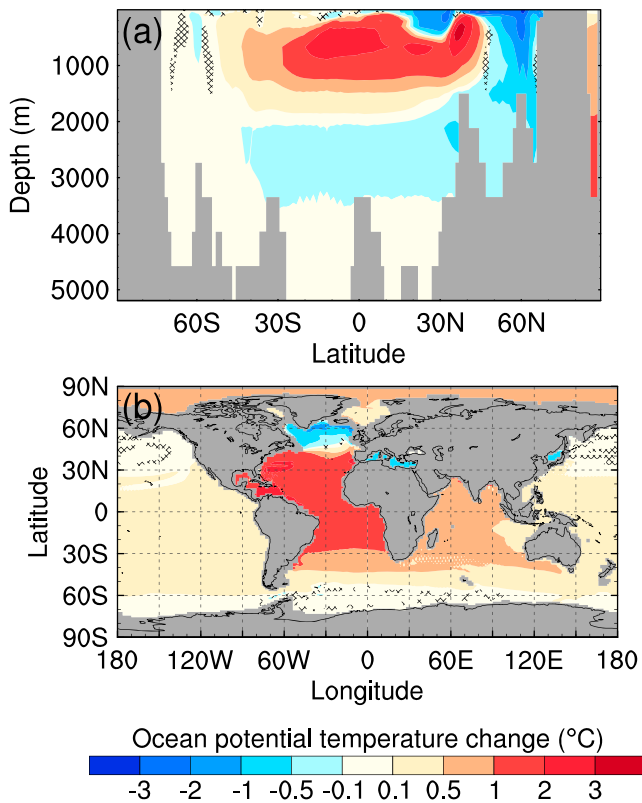 (a)
Depth (m)
1000
2000
3000
4000
5000
60S 30S 0 30N 60N
Latitude
(b)
Latitude
90N
60N
30N
0
30S
60S
90S
180 120W 60W 0 60E 120E 180
Longitude
Ocean potential temperature change (°C)
-3 -2 -1 -0.5 -0.1 0.1 0.5 1 2 3